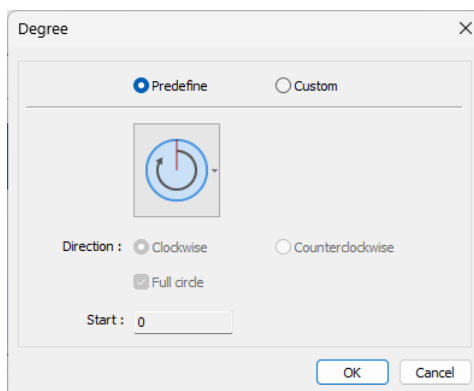 Degree
Predefine Custom
Direction : Clockwise Counterclockwise
Full circle
Start : 0
OK Cancel